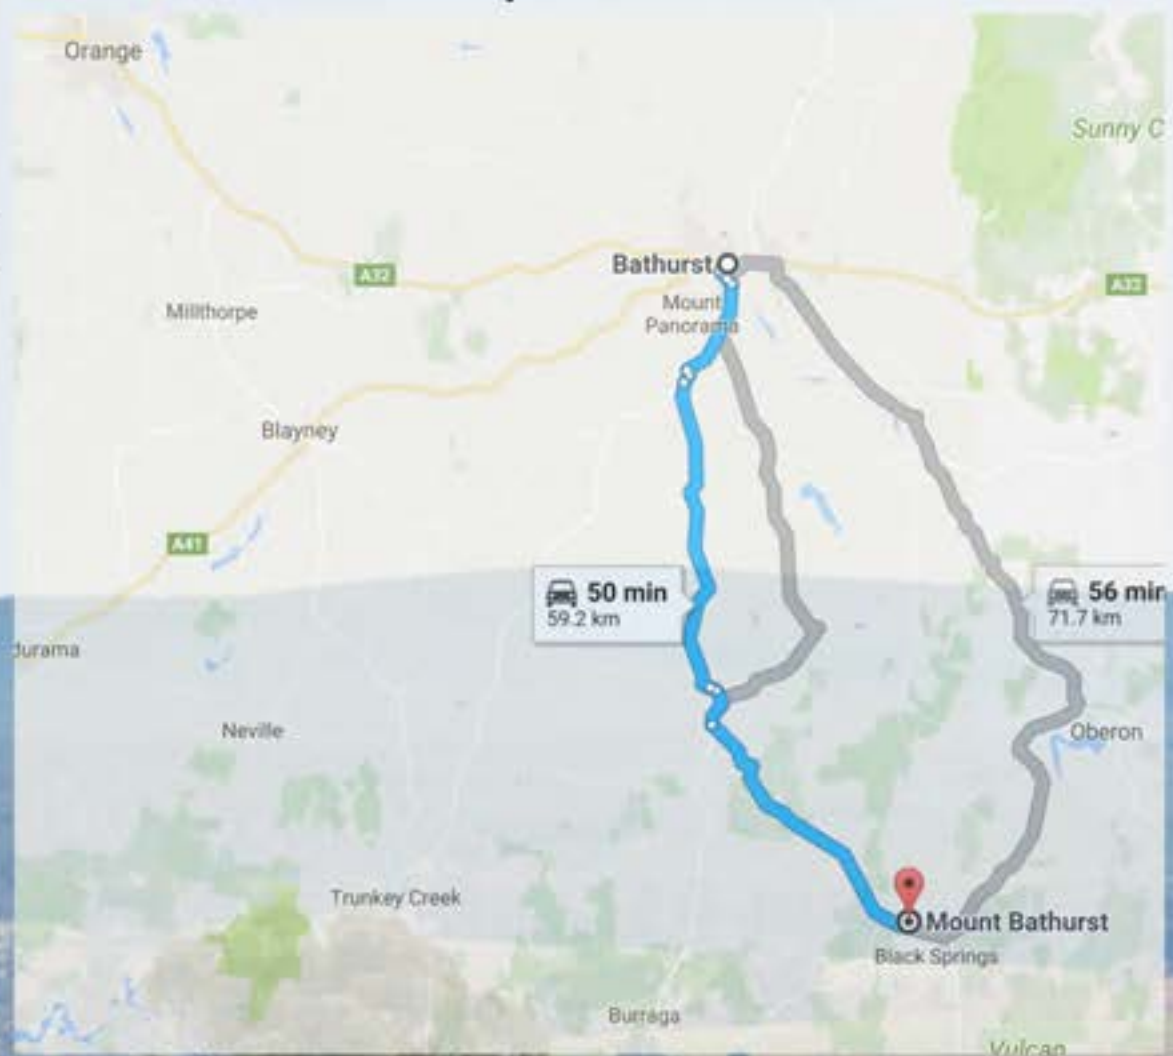 Orange
Sunny C
A32
Bathurst
A32
Mount
Panorama
Millthorpe
Blayney
A41
50 min
59.2 km
56 min
71.7 km
durama
Neville
Oberon
Trunkey Creek
Mount Bathurst
Black Springs
Burraga
Vulcan